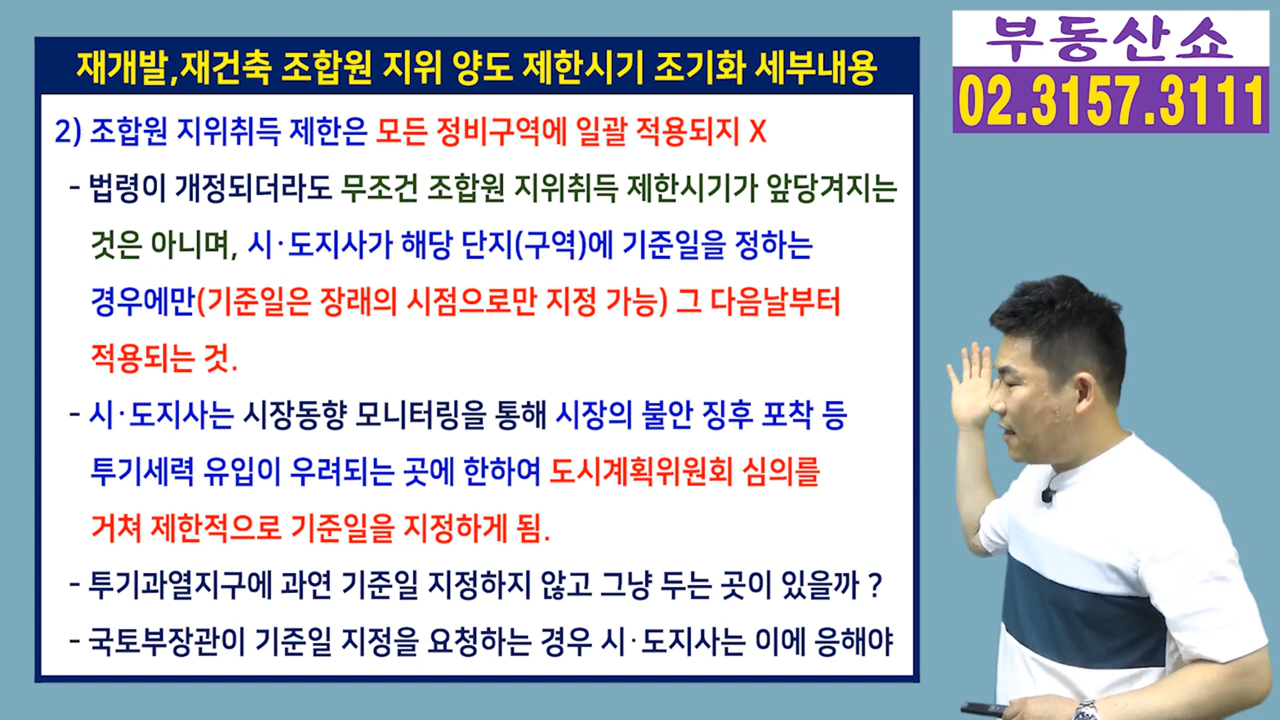 재개발,재건축 조합원 지위 양도 제한시기 조기화 세부내용
부동산쇼
02.3157.3111
2) 조합원 지위취득 제한은 모든 정비구역에 일괄 적용되지 X
- 법령이 개정되더라도 무조건 조합원 지위취득 제한시기가 앞당겨지는
것은 아니며, 시·도지사가 해당 단지(구역)에 기준일을 정하는
경우에만(기준일은 장래의 시점으로만 지정 가능) 그 다음날부터
적용되는 것.
- 시·도지사는 시장동향 모니터링을 통해 시장의 불안 징후 포착 등
투기세력 유입이 우려되는 곳에 한하여 도시계획위원회 심의를
거쳐 제한적으로 기준일을 지정하게 됨.
- 투기과열지구에 과연 기준일 지정하지 않고 그냥 두는 곳이 있을까 ?
- 국토부장관이 기준일 지정을 요청하는 경우 시·도지사는 이에 응해야